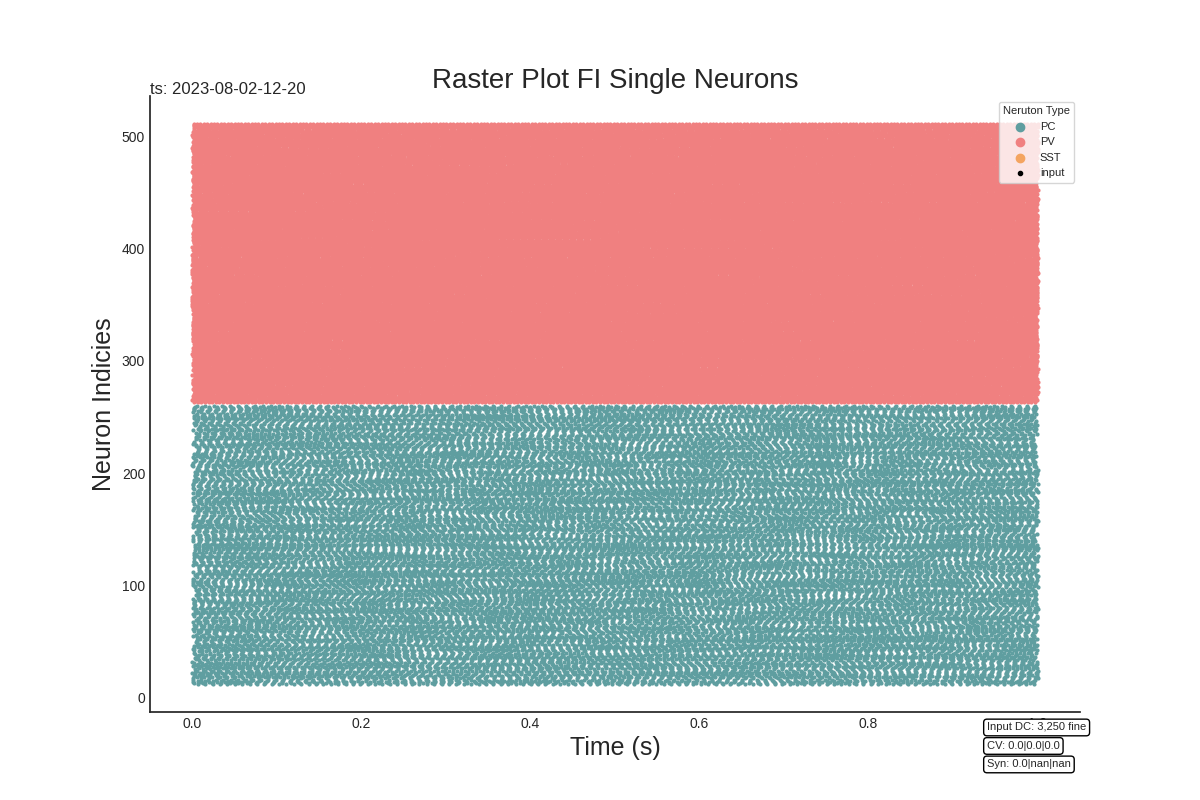 Raster Plot FI Single Neurons
ts: 2023-08-02-12-20
Neruton Type
PC
PV
SST
input
500
400
300
200
100
0
Neuron Indicies
0.0 0.2 0.4 0.6 0.8
Time (s)
Input DC: 3,250 fine
CV: 0.0|0.0|0.0
Syn: 0.0|nan|nan